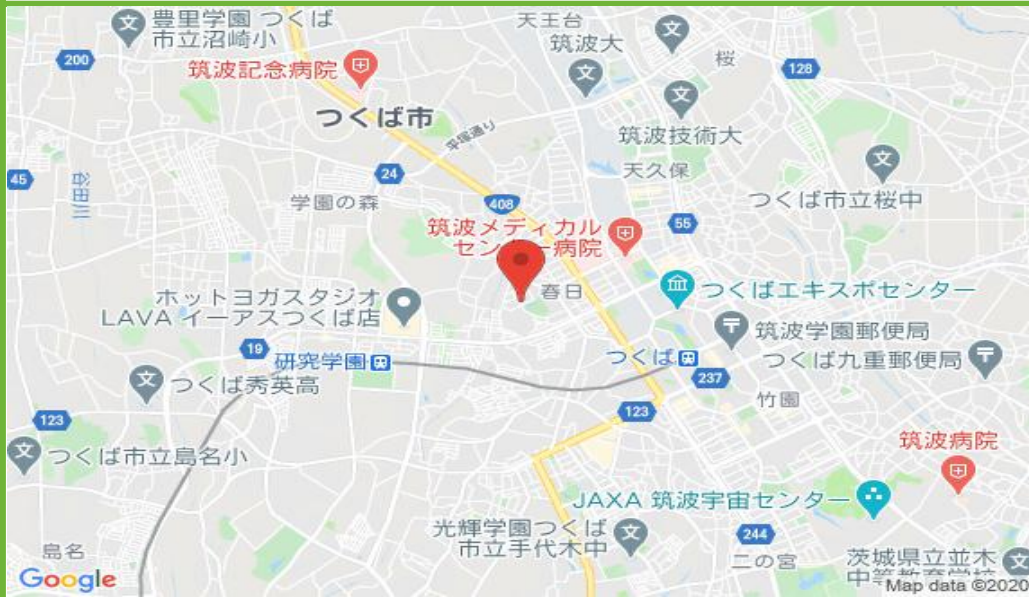 豊里学園 つくば
市立沼崎小
天王台
筑波大
桜
200
筑波記念病院
128
つくば市
平塚通り
筑波技術大
天久保
45
谷田川
24
学園の森
408
55
つくば市立桜中
筑波メディカル
センター病院
春日
ホットヨガスタジオ
LAVA イーアスつくば店
つくばエキスポセンター
筑波学園郵便局
19
研究学園
つくば
つくば九重郵便局
つくば秀英高
237
竹園
123
123
つくば市立島名小
筑波病院
JAXA 筑波宇宙センター
光輝学園つくば
市立手代木中
244
二の宮
島名
茨城県立並木
中等教育学校
Google
Map data ©2020